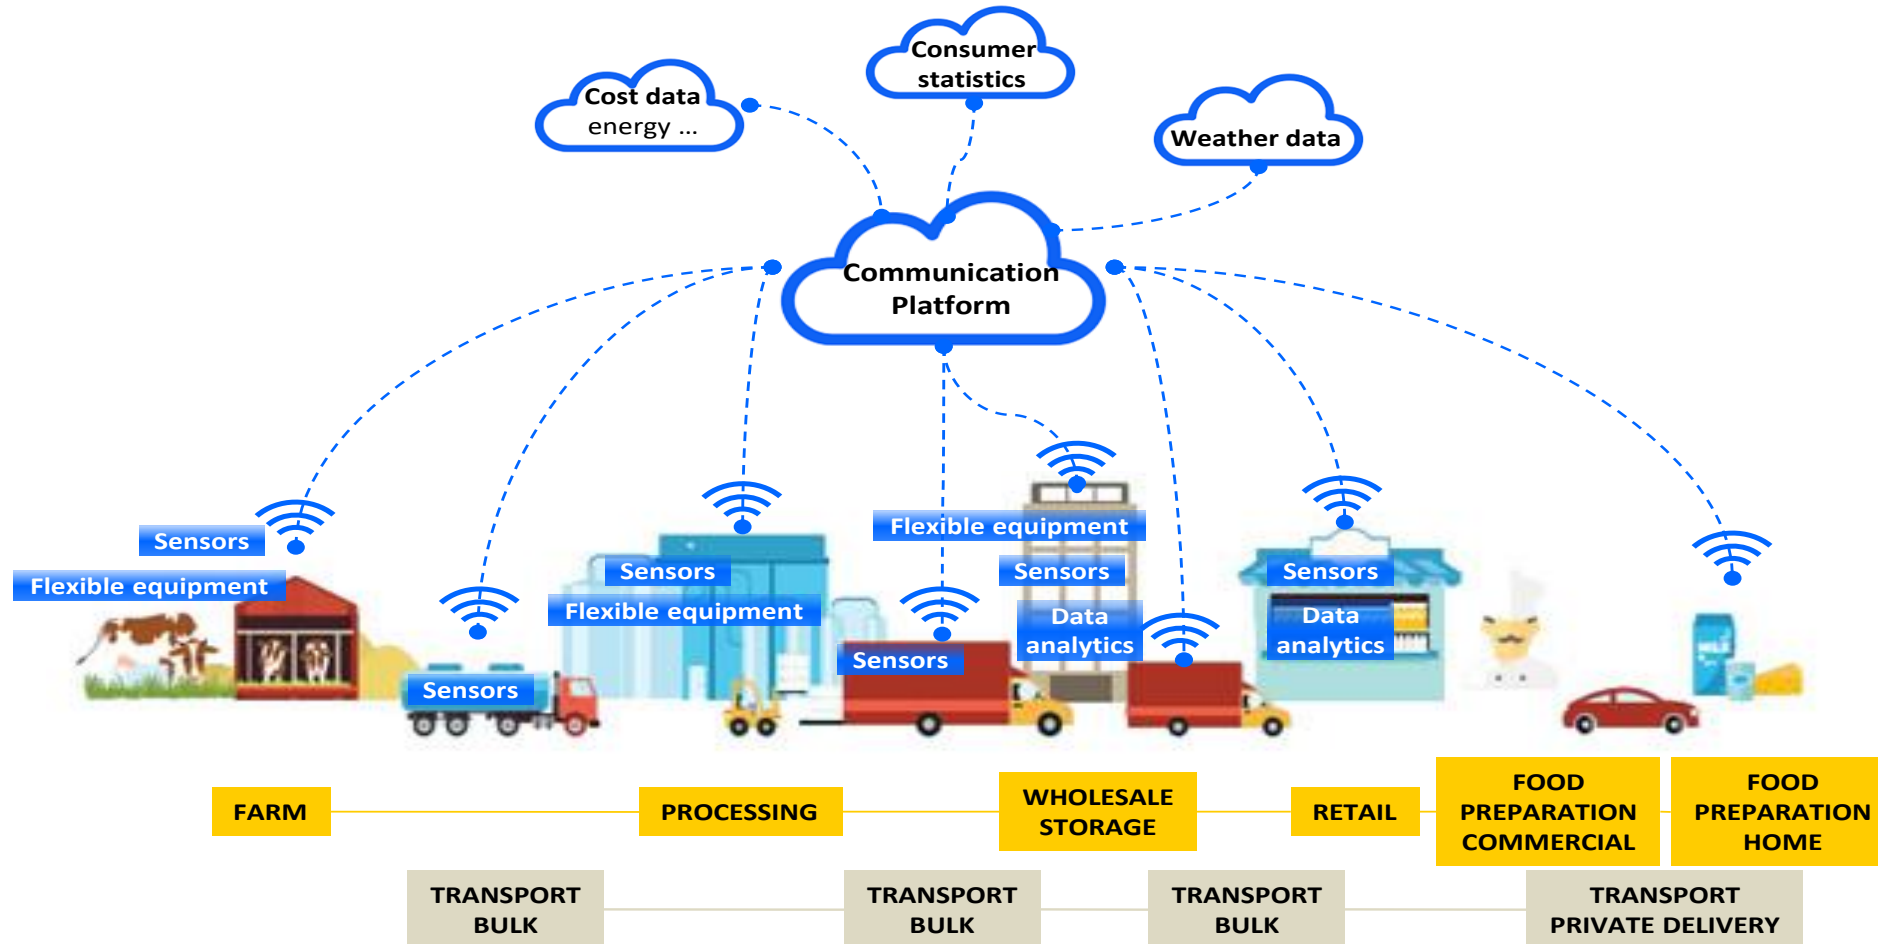 Consumer
statistics
Cost data
energy ...
Weather data
Communication
Platform
Sensors
Flexible equipment
Sensors
Sensors
Flexible equipment
Sensors
Flexible equipment
Sensors
Data
analytics
Sensors
Data
analytics
MILK
FARM
PROCESSING
WHOLESALE
STORAGE
RETAIL
FOOD
PREPARATION
COMMERCIAL
FOOD
PREPARATION
HOME
TRANSPORT
BULK
TRANSPORT
BULK
TRANSPORT
BULK
TRANSPORT
PRIVATE DELIVERY